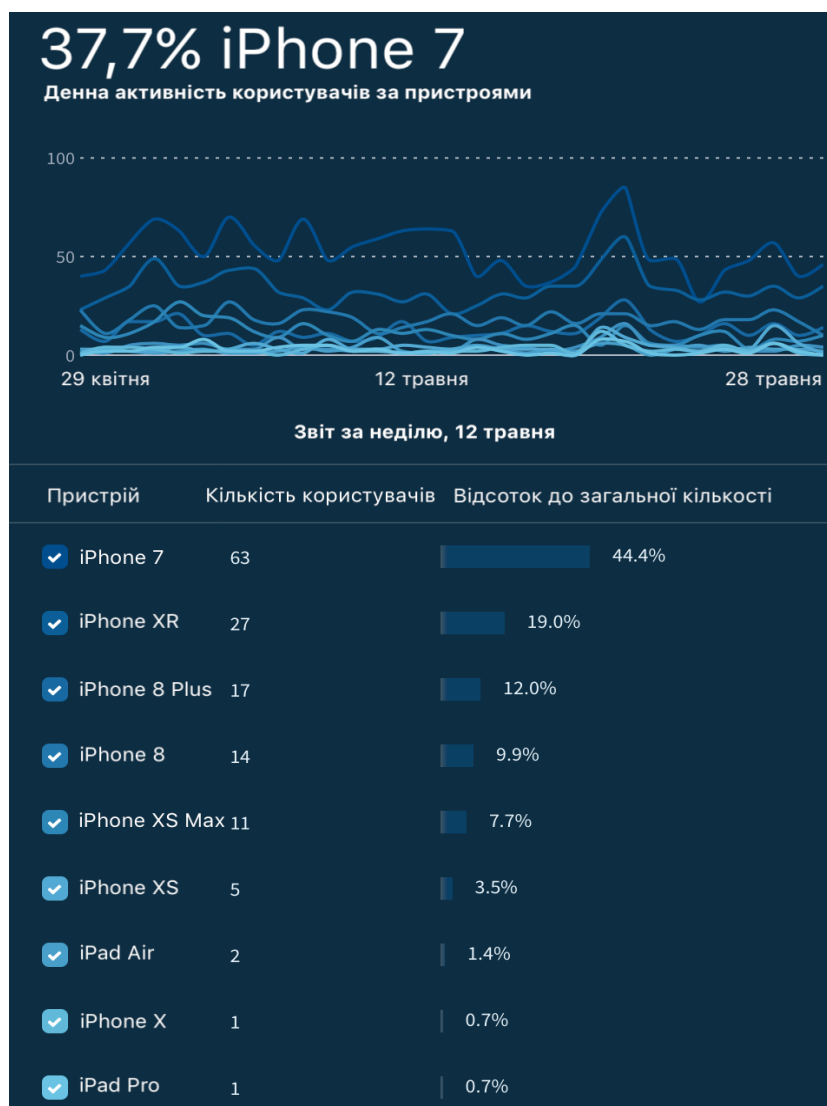 37,7% iPhone 7
Денна активність користувачів за пристроями
100
50
0
29 квітня 12 травня 28 травня
Звіт за неділю, 12 травня
Пристрій Кількість користувачів Відсоток до загальної кількості
iPhone 7 63 44.4%
iPhone XR 27 19.0%
iPhone 8 Plus 17 12.0%
iPhone 8 14 9.9%
iPhone XS Max 11 7.7%
iPhone XS 5 3.5%
iPad Air 2 1.4%
iPhone X 1 0.7%
iPad Pro 1 0.7%